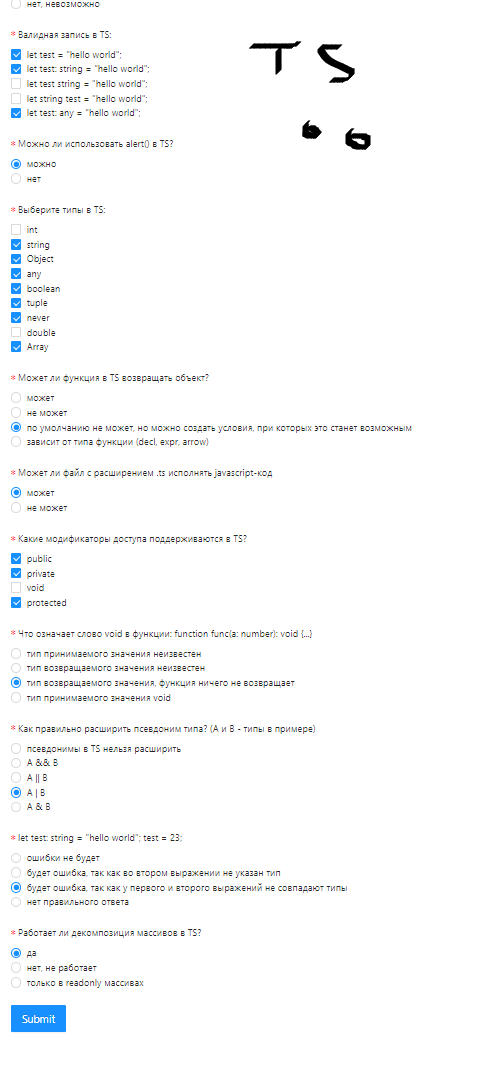 нет, невозможно
* Валидная запись в TS:
let test = "hello world";
let test: string = "hello world";
let test string = "hello world";
let string test = "hello world";
let test: any = "hello world";
TS
* Можно ли использовать alert() в TS?
можно
нет
* Выберите типы в TS:
int
string
Object
any
boolean
tuple
never
double
Array
* Может ли функция в TS возвращать объект?
может
не может
по умолчанию не может, но можно создать условия, при которых это станет возможным
зависит от типа функции (decl, expr, arrow)
* Может ли файл с расширением .ts исполнять javascript-код
может
не может
* Какие модификаторы доступа поддерживаются в TS?
public
private
void
protected
* Что означает слово void в функции: function func(a: number): void {...}
тип принимаемого значения неизвестен
тип возвращаемого значения неизвестен
тип возвращаемого значения, функция ничего не возвращает
тип принимаемого значения void
* Как правильно расширить псевдоним типа? (A и B - типы в примере)
псевдонимы в TS нельзя расширить
A && B
A || B
A | B
A & B
* let test: string = "hello world"; test = 23;
ошибки не будет
будет ошибка, так как во втором выражении не указан тип
будет ошибка, так как у первого и второго выражений не совпадают типы
нет правильного ответа
* Работает ли декомпозиция массивов в TS?
да
нет, не работает
только в readonly массивах
Submit